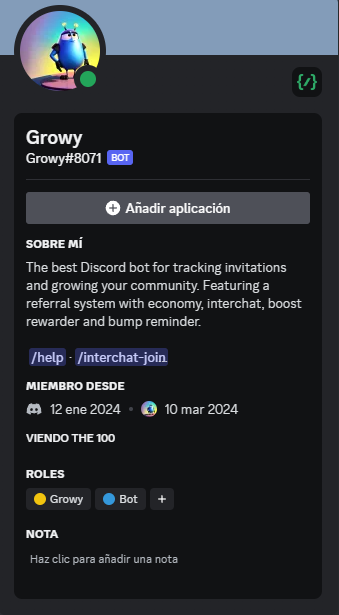 Growy
Growy#8071 BOT
Añadir aplicación
SOBRE MÍ
The best Discord bot for tracking invitations
and growing your community. Featuring a
referral system with economy, interchat, boost
rewarder and bump reminder.
/help · /interchat-join
MIEMBRO DESDE
12 ene 2024 • 10 mar 2024
VIENDO THE 100
ROLES
Growy Bot +
NOTA
Haz clic para añadir una nota